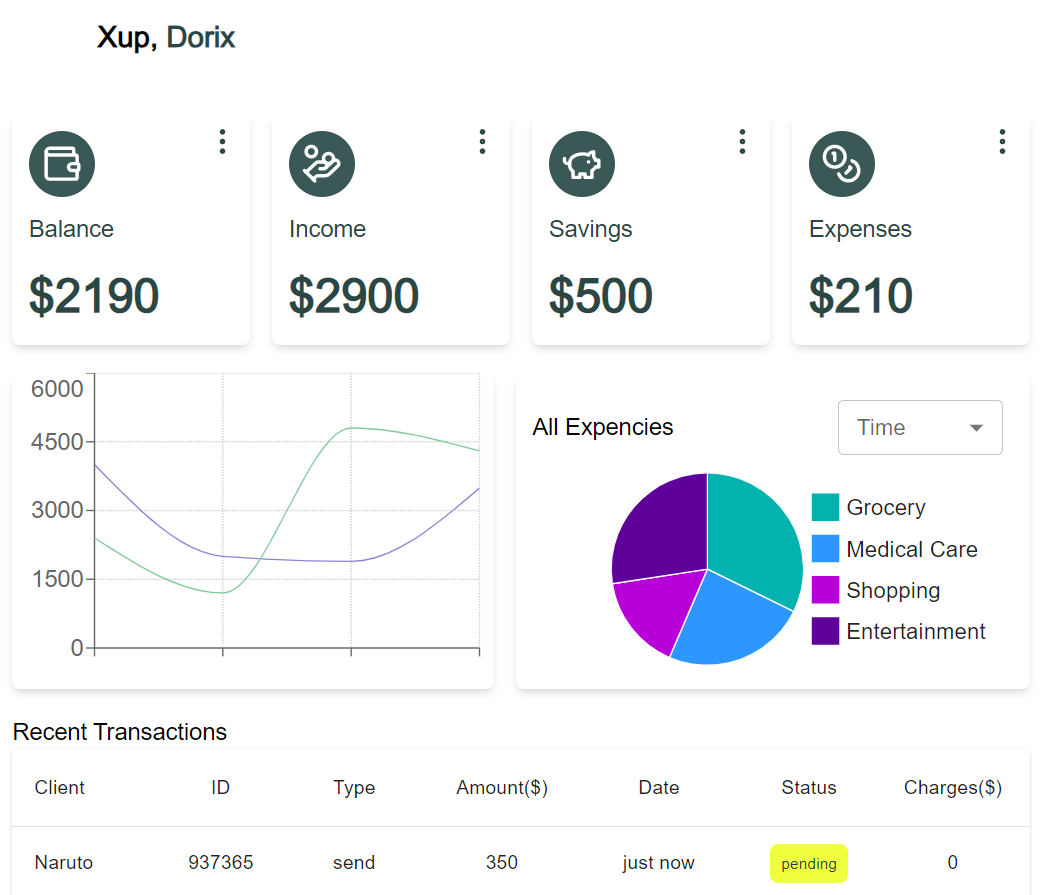 Xup, Dorix
Balance Income Savings Expenses
$2190 $2900 $500 $210
6000
4500
3000
1500
0
All Expencies
Time
Grocery
Medical Care
Shopping
Entertainment
Recent Transactions
Client ID Type Amount($) Date Status Charges($)
Naruto 937365 send 350 just now pending 0